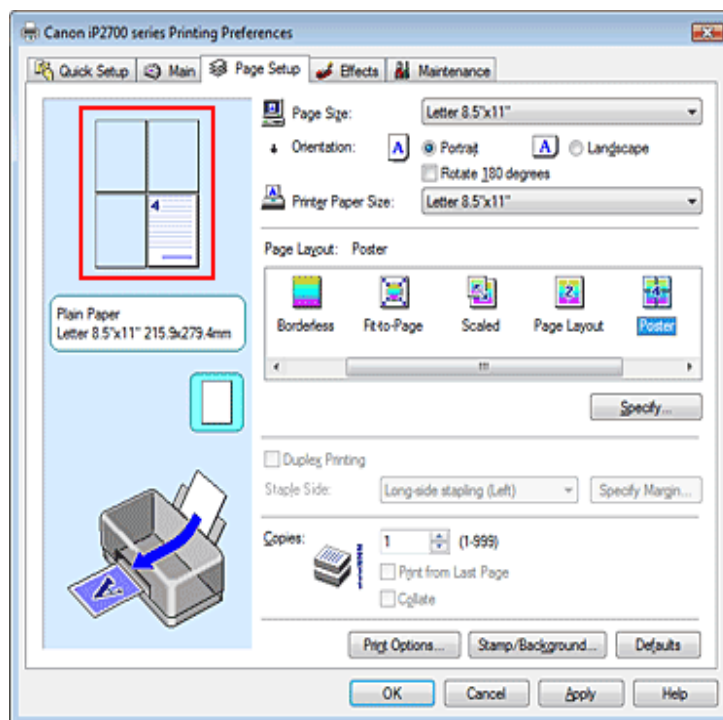 Canon iP2700 series Printing Preferences
Quick Setup Main Page Setup Effects Maintenance
4
Plain Paper
Letter 8.5"x11" 215.9x279.4mm
Page Size: Letter 8.5"x11"
Orientation: A Portrait A Landscape
Rotate 180 degrees
Printer Paper Size: Letter 8.5"x11"
Page Layout: Poster
Borderless Fit-to-Page Scaled Page Layout Poster
Specify...
Duplex Printing
Staple Side: Long-side stapling (Left) Specify Margin...
Copies: 1 (1-999)
Print from Last Page
Collate
A
Print Options... Stamp/Background... Defaults
OK Cancel Apply Help